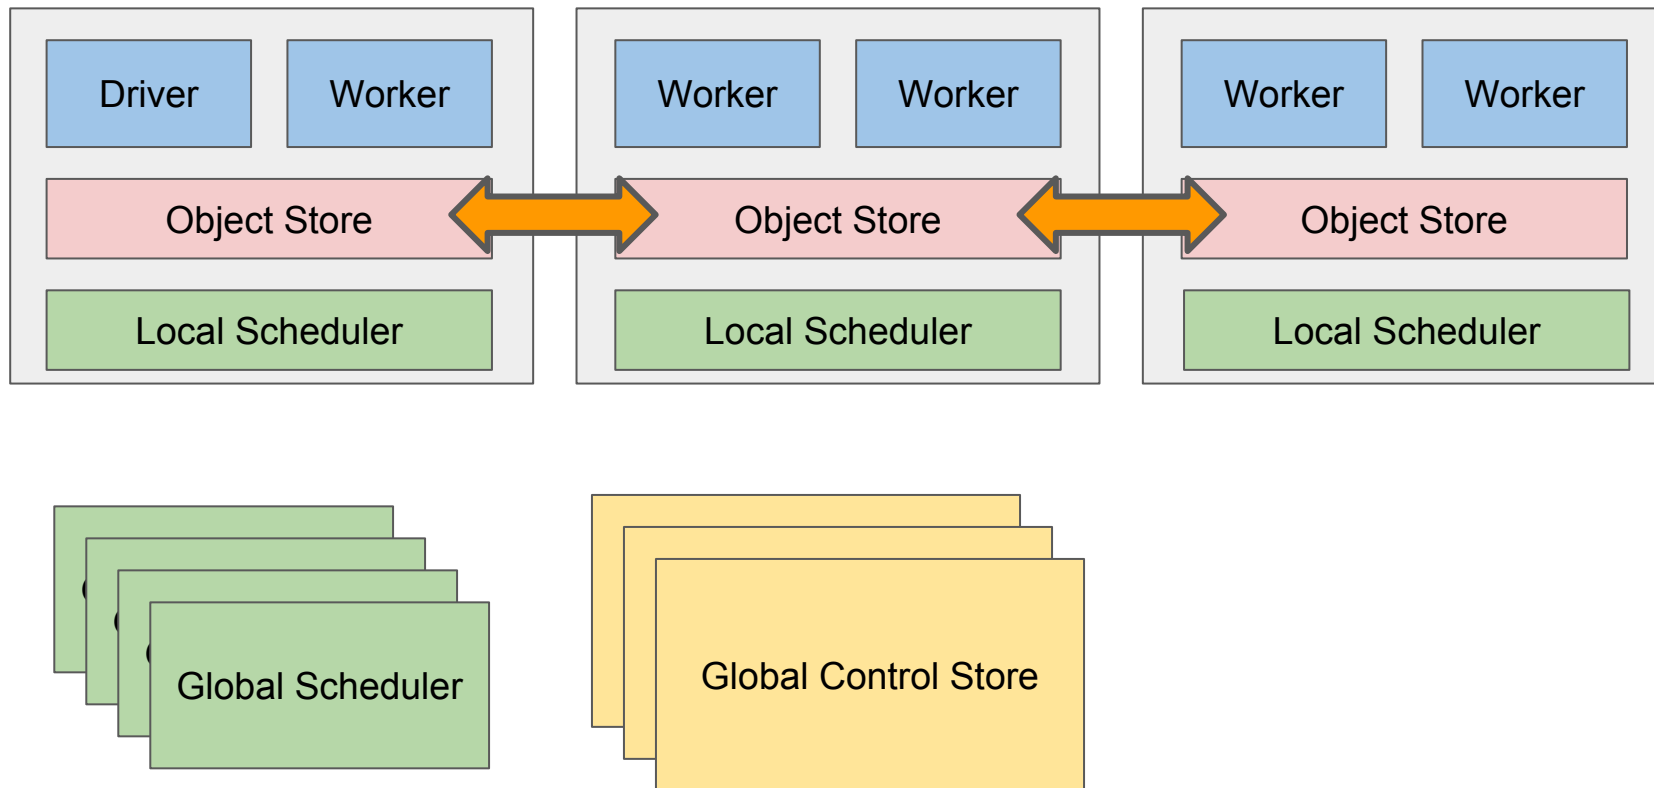 Driver
Worker
Worker
Worker
Worker
Worker
Object Store
Object Store
Object Store
Local Scheduler
Local Scheduler
Local Scheduler
Global Scheduler
Global Control Store